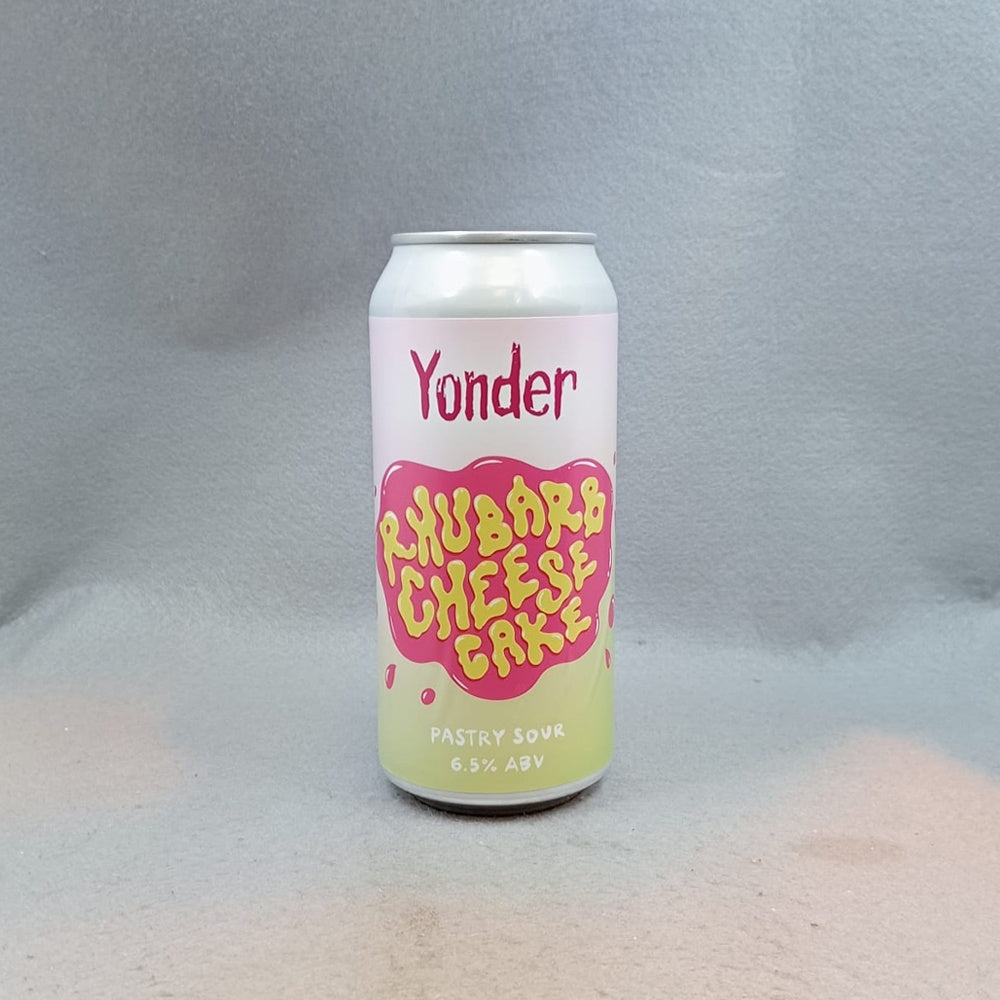 Yonder
RHUBARB
CHEESE
CAKE
PASTRY SOUR
6.5% ABV